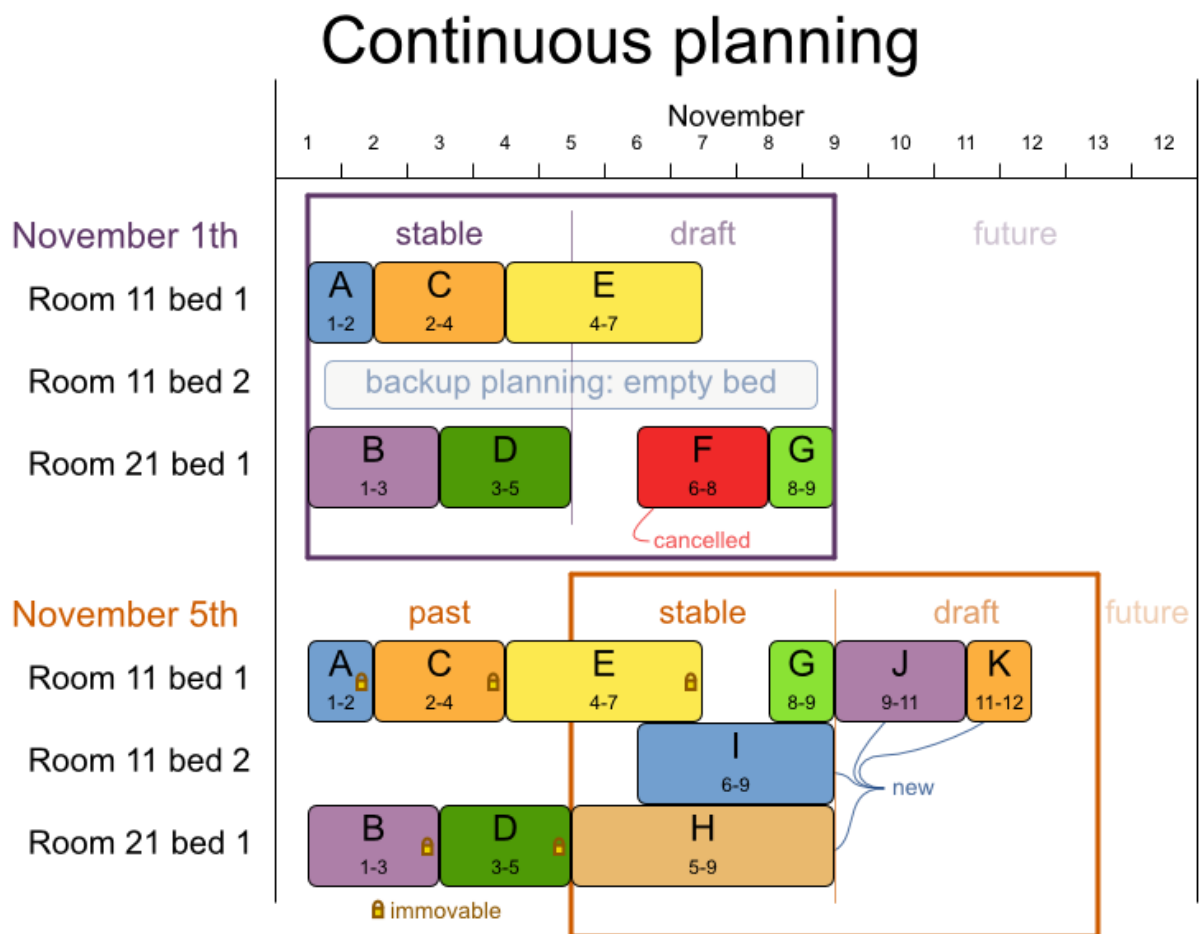 Continuous planning
November
1 2 3 4 5 6 7 8 9 10 11 12 13 12
November 1th stable draft future
Room 11 bed 1 A C E
1-2 2-4 4-7
Room 11 bed 2 backup planning: empty bed
Room 21 bed 1 B D F G
1-3 3-5 6-8 8-9
cancelled
November 5th past stable draft future
Room 11 bed 1 A C E G J K
1-2 2-4 4-7 8-9 9-11 11-12
Room 11 bed 2 I
6-9 new
Room 21 bed 1 B D H
1-3 3-5 5-9
immovable